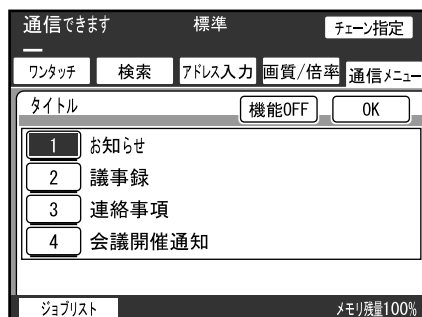 通信できます 標準 チェーン指定
ワンタッチ 検索 アドレス入力 画質/倍率 通信メニュー
タイトル 機能OFF OK
1 お知らせ
2 議事録
3 連絡事項
4 会議開催通知
ジョブリスト メモリ残量100%